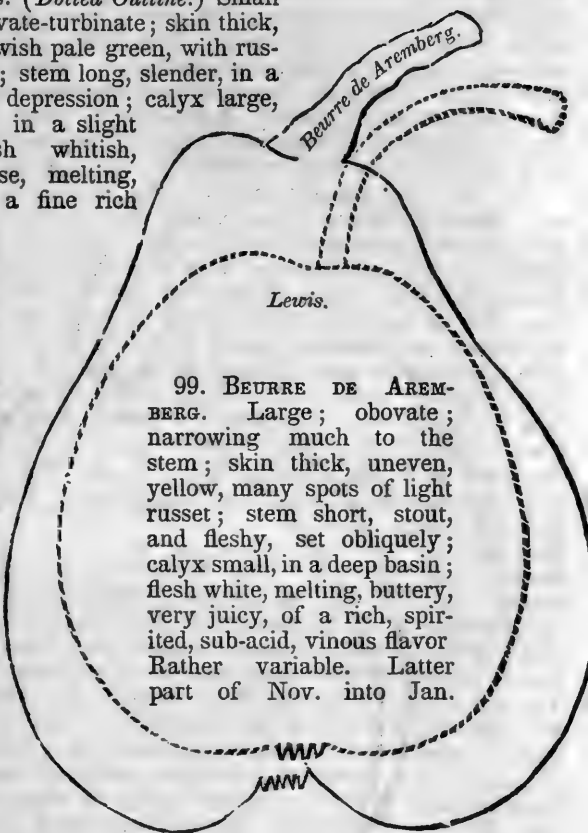 (Dotted Outline.) Small
vate-turbinate; skin thick,
wish pale green, with rus-
; stem long, slender, in a
depression; calyx large,
in a slight
sh whitish,
se, melting,
a fine rich
Beurre de Aremberg.
Lewis.
99. BEURRE DE AREM-
BERG. Large; obovate;
narrowing much to the
stem; skin thick, uneven,
yellow, many spots of light
russet; stem short, stout,
and fleshy, set obliquely;
calyx small, in a deep basin;
flesh white, melting, buttery,
very juicy, of a rich, spir-
ited, sub-acid, vinous flavor
Rather variable. Latter
part of Nov. into Jan.